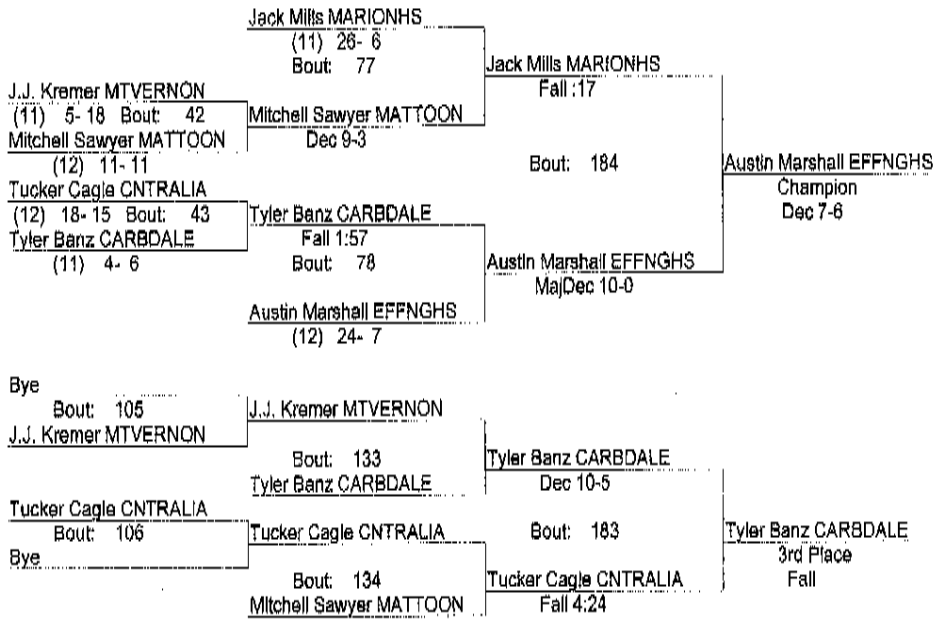 Jack Mills MARIONHS
(11) 26- 6
Bout: 77
Jack Mills MARIONHS
Fall :17
J.J. Kremer MTVERNON
(11) 5- 18 Bout: 42
Mitchell Sawyer MATTOON
Mitchell Sawyer MATTOON
Dec 9-3
(12) 11- 11
Bout: 184
Austin Marshall EFFNGHS
Champion
Dec 7-6
Tucker Cagle CNTRALIA
(12) 18- 15 Bout: 43
Tyler Banz CARBDALE
Tyler Banz CARBDALE
Fall 1:57
(11) 4- 6
Bout: 78
Austin Marshall EFFNGHS
MajDec 10-0
Austin Marshall EFFNGHS
(12) 24- 7
Bye
Bout: 105
J.J. Kremer MTVERNON
J.J. Kremer MTVERNON
Bout: 133
Tyler Banz CARBDALE
Dec 10-5
Tyler Banz CARBDALE
Tucker Cagle CNTRALIA
Bout: 106
Tucker Cagle CNTRALIA
Bout: 183
Tyler Banz CARBDALE
3rd Place
Fall
Bye
Bout: 134
Tucker Cagle CNTRALIA
Fall 4:24
Mitchell Sawyer MATTOON